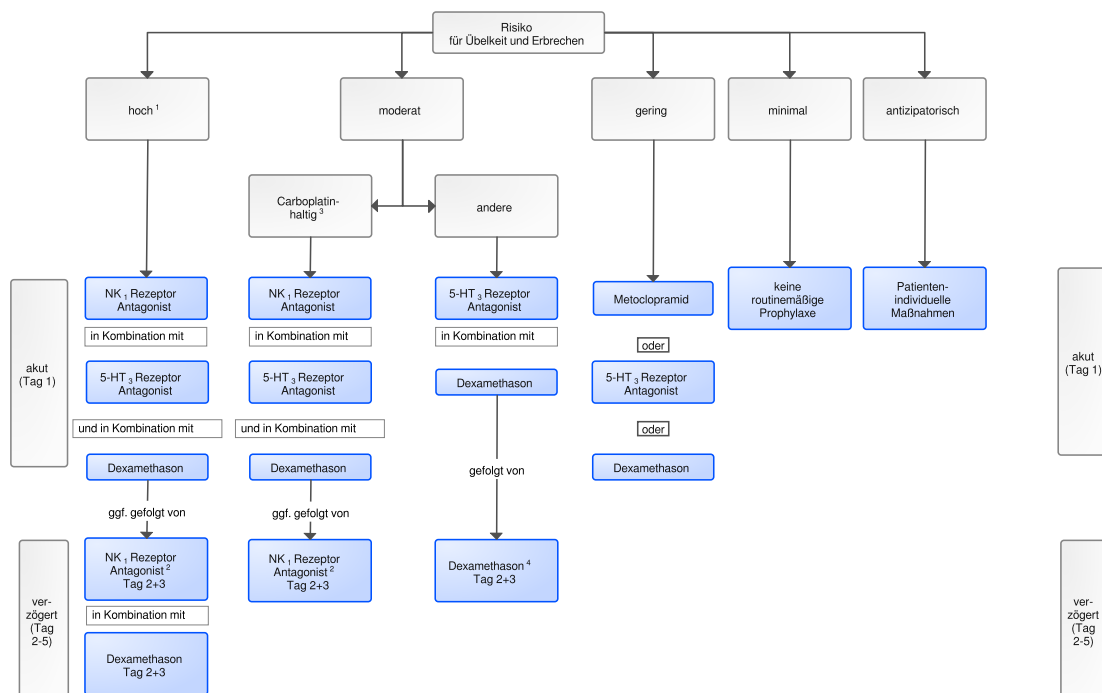 Risiko
für Übelkeit und Erbrechen
hoch 1
moderat
gering
minimal
antizipatorisch
Carboplatin-
haltig 3
andere
akut
(Tag 1)
NK 1 Rezeptor
Antagonist
in Kombination mit
5-HT 3 Rezeptor
Antagonist
und in Kombination mit
Dexamethason
ggf. gefolgt von
NK 1 Rezeptor
Antagonist 2
Tag 2+3
in Kombination mit
Dexamethason
Tag 2+3
NK 1 Rezeptor
Antagonist
in Kombination mit
5-HT 3 Rezeptor
Antagonist
und in Kombination mit
Dexamethason
ggf. gefolgt von
NK 1 Rezeptor
Antagonist 2
Tag 2+3
5-HT 3 Rezeptor
Antagonist
in Kombination mit
Dexamethason
gefolgt von
Dexamethason 4
Tag 2+3
Metoclopramid
oder
5-HT 3 Rezeptor
Antagonist
oder
Dexamethason
keine
routinemäßige
Prophylaxe
Patienten-
individuelle
Maßnahmen
akut
(Tag 1)
ver-
zögert
(Tag
2-5)
ver-
zögert
(Tag
2-5)